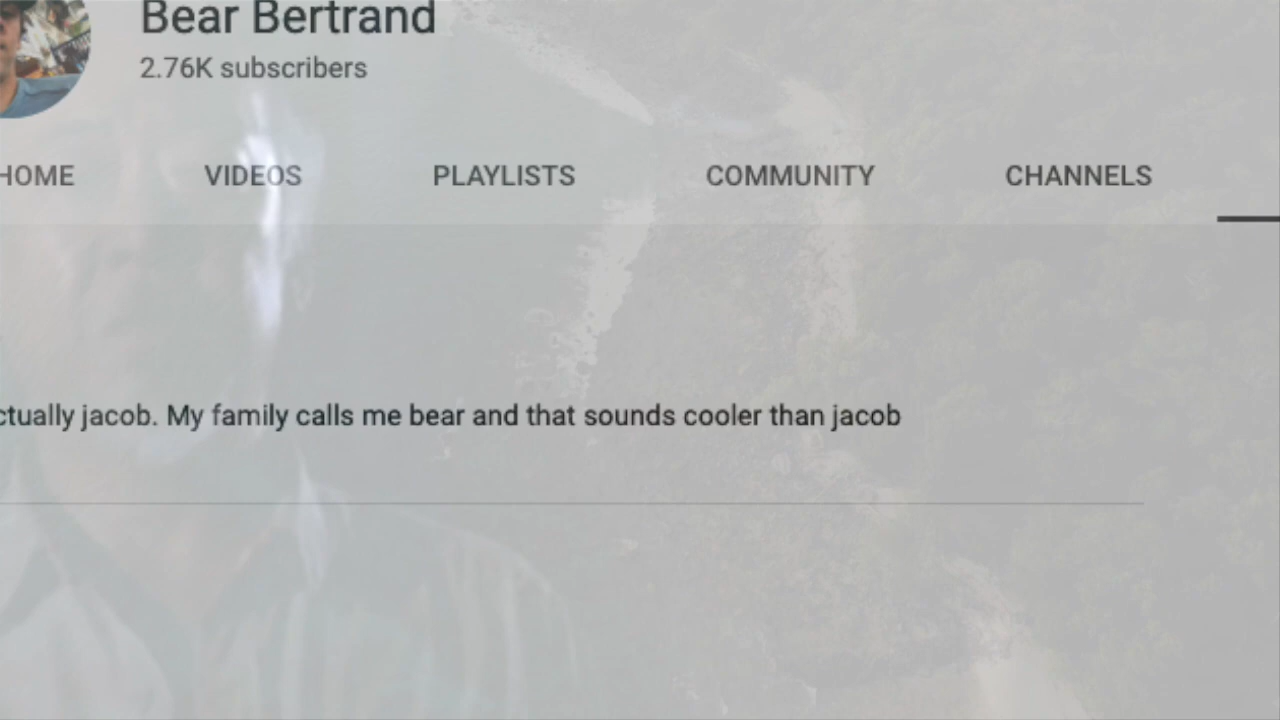 Bear Bertrand
2.76K subscribers
HOME VIDEOS PLAYLISTS COMMUNITY CHANNELS
ctually jacob. My family calls me bear and that sounds cooler than jacob